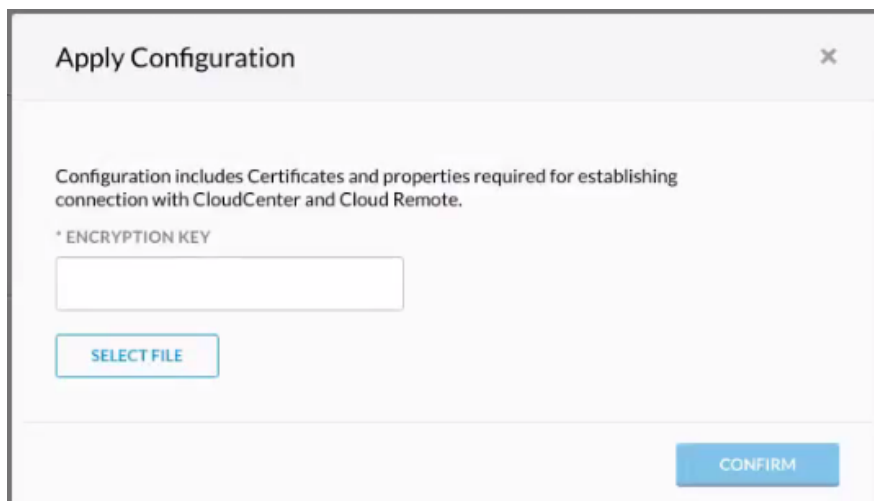 Apply Configuration
Configuration includes Certificates and properties required for establishing
connection with CloudCenter and Cloud Remote.
* ENCRYPTION KEY
SELECT FILE
CONFIRM